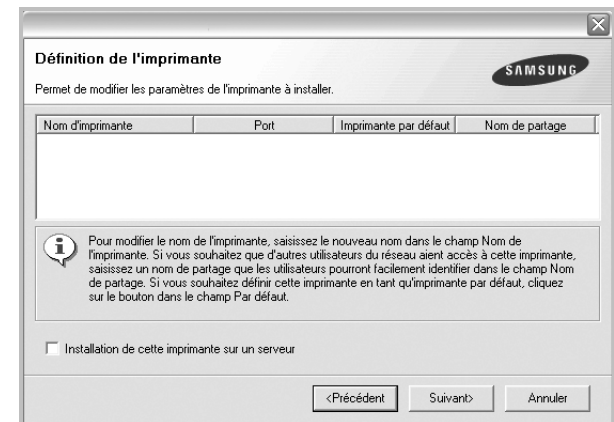 Définition de l'imprimante
SAMSUNG
Permet de modifier les paramètres de l'imprimante à installer.
Nom d'imprimante Port Imprimante par défaut Nom de partage
Pour modifier le nom de l'imprimante, saisissez le nouveau nom dans le champ Nom de
l'imprimante. Si vous souhaitez que d'autres utilisateurs du réseau aient accès à cette imprimante,
saisissez un nom de partage que les utilisateurs pourront facilement identifier dans le champ Nom
de partage. Si vous souhaitez définir cette imprimante en tant qu'imprimante par défaut, cliquez
sur le bouton dans le champ Par défaut.
Installation de cette imprimante sur un serveur
<Précédent Suivant> Annuler